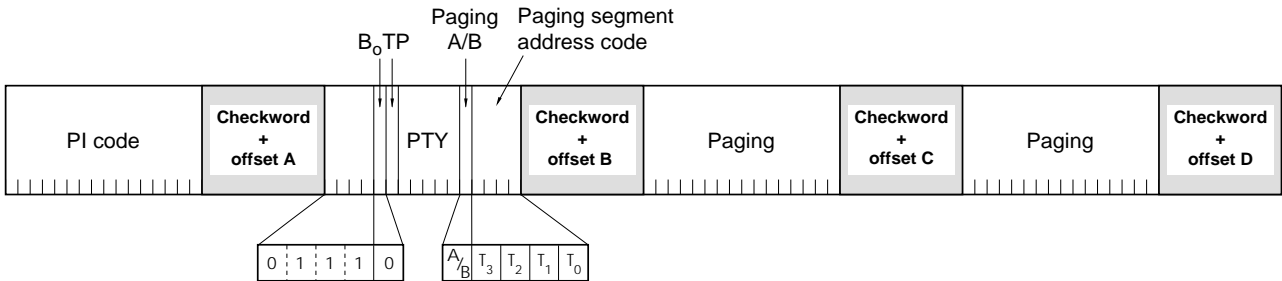 Paging Paging segment
B₀TP A/B address code
PI code
Checkword
+
offset A
PTY
Checkword
+
offset B
Paging
Checkword
+
offset C
Paging
Checkword
+
offset D
0 1 1 1 0
A/B T₃ T₂ T₁ T₀